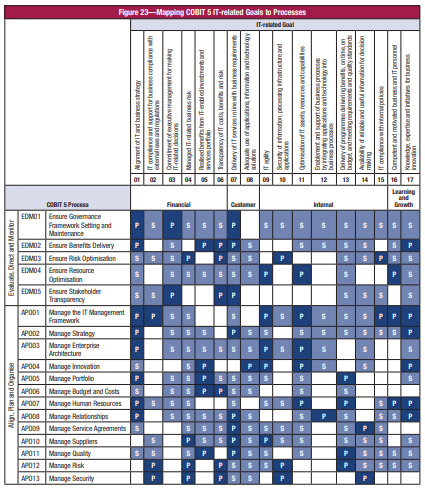 Figure 23—Mapping COBIT 5 IT-related Goals to Processes
IT-related Goal
Alignment of IT and business strategy
IT compliance and support for business compliance with external laws and regulations
Commitment of executive management for making IT-related decisions
Managed IT-related business risk
Realised benefits from IT-enabled investments and services portfolio
Transparency of IT costs, benefits and risk
Delivery of IT services in line with business requirements
Adequate use of applications, information and technology solutions
IT agility
Security of information, processing infrastructure and applications
Optimisation of IT assets, resources and capabilities
Enablement and support of business processes by integrating applications and technology into business processes
Delivery of programmes delivering benefits, on time, on budget, and meeting requirements and quality standards
Availability of reliable and useful information for decision making
IT compliance with internal policies
Competent and motivated business and IT personnel
Knowledge, expertise and initiatives for business innovation
01 02 03 04 05 06 07 08 09 10 11 12 13 14 15 16 17
COBIT 5 Process Financial Customer Internal Learning and Growth
Evaluate, Direct and Monitor
EDM01 Ensure Governance Framework Setting and Maintenance P S P S S S P S S S S S S S S S
EDM02 Ensure Benefits Delivery P S P P P S S S S S S P
EDM03 Ensure Risk Optimisation S S S P P S S P S S P S S
EDM04 Ensure Resource Optimisation S S S S S S S P P S P S
EDM05 Ensure Stakeholder Transparency S S P P P S S S S
Align, Plan and Organise
APO01 Manage the IT Management Framework P P S S S P S P S S S P P P
APO02 Manage Strategy P S S S P S S S S S S S S P
APO03 Manage Enterprise Architecture P S S S S S S P S P S S S
APO04 Manage Innovation S S P P P P S S P
APO05 Manage Portfolio P S S P S S S S S P S
APO06 Manage Budget and Costs S S S P P S S S S
APO07 Manage Human Resources P S S S S S S P P S P P
APO08 Manage Relationships P S S S S P S S P S S S P
APO09 Manage Service Agreements S S S S P S S S S S P S
APO10 Manage Suppliers S P S S P S P S S S S S S
APO11 Manage Quality S S S P P S S S P S S S S
APO12 Manage Risk P P P S S S P P S S S S
APO13 Manage Security P P P S S P P